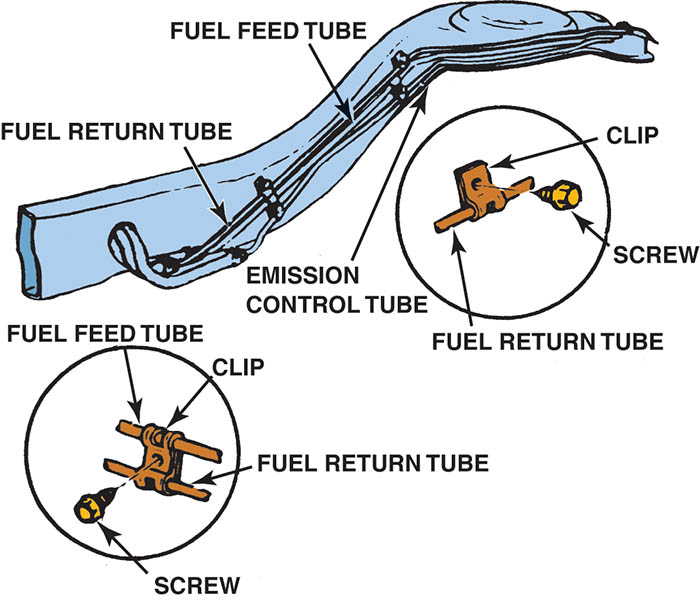 FUEL FEED TUBE
FUEL RETURN TUBE
CLIP
SCREW
EMISSION
CONTROL TUBE
FUEL RETURN TUBE
FUEL FEED TUBE
CLIP
FUEL RETURN TUBE
SCREW